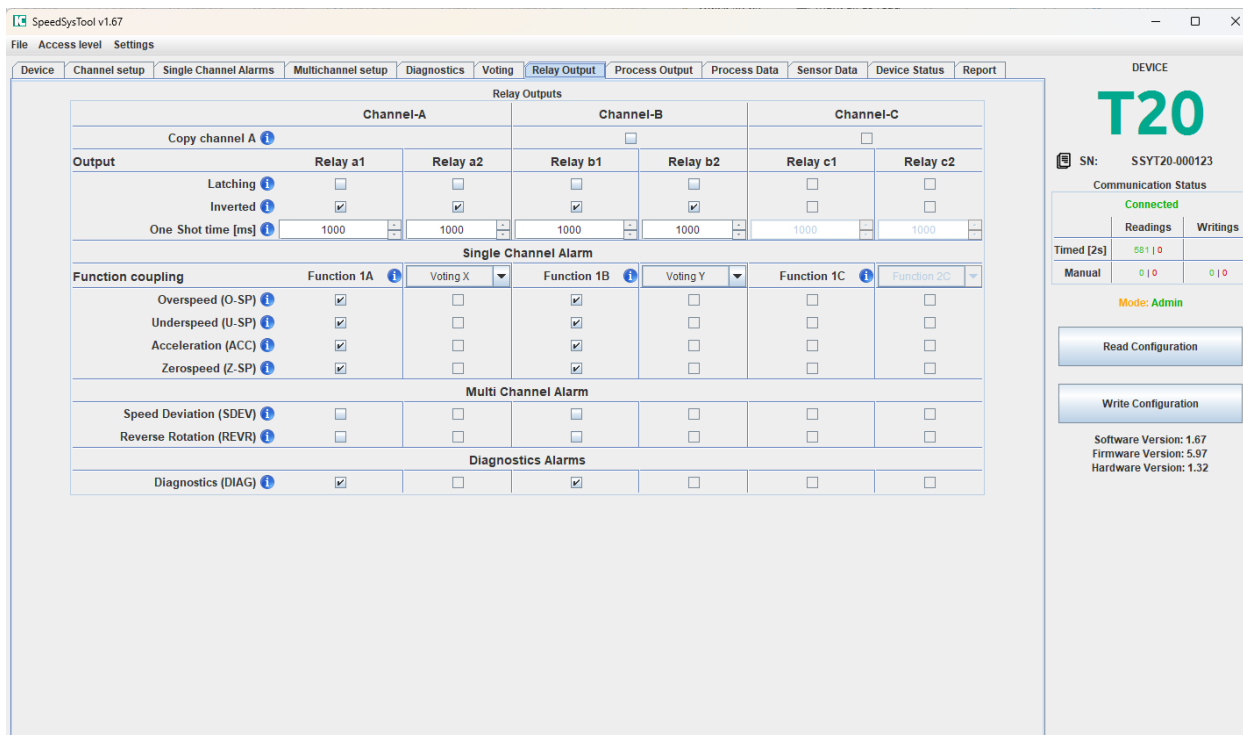 SpeedSysTool v1.67
File Access level Settings
Device Channel setup Single Channel Alarms Multichannel setup Diagnostics Voting Relay Output Process Output Process Data Sensor Data Device Status Report
DEVICE
T20
SN: SSYT20-000123
Communication Status
Connected
Readings Writings
Timed [2s] 581 | 0
Manual 0 | 0 0 | 0
Mode: Admin
Read Configuration
Write Configuration
Software Version: 1.67
Firmware Version: 5.97
Hardware Version: 1.32
Relay Outputs
Channel-A Channel-B Channel-C
Copy channel A
Output Relay a1 Relay a2 Relay b1 Relay b2 Relay c1 Relay c2
Latching
Inverted
One Shot time [ms] 1000 1000 1000 1000 1000 1000
Single Channel Alarm
Function coupling Function 1A Voting X Function 1B Voting Y Function 1C Function 2C
Overspeed (O-SP)
Underspeed (U-SP)
Acceleration (ACC)
Zerospeed (Z-SP)
Multi Channel Alarm
Speed Deviation (SDEV)
Reverse Rotation (REVR)
Diagnostics Alarms
Diagnostics (DIAG)